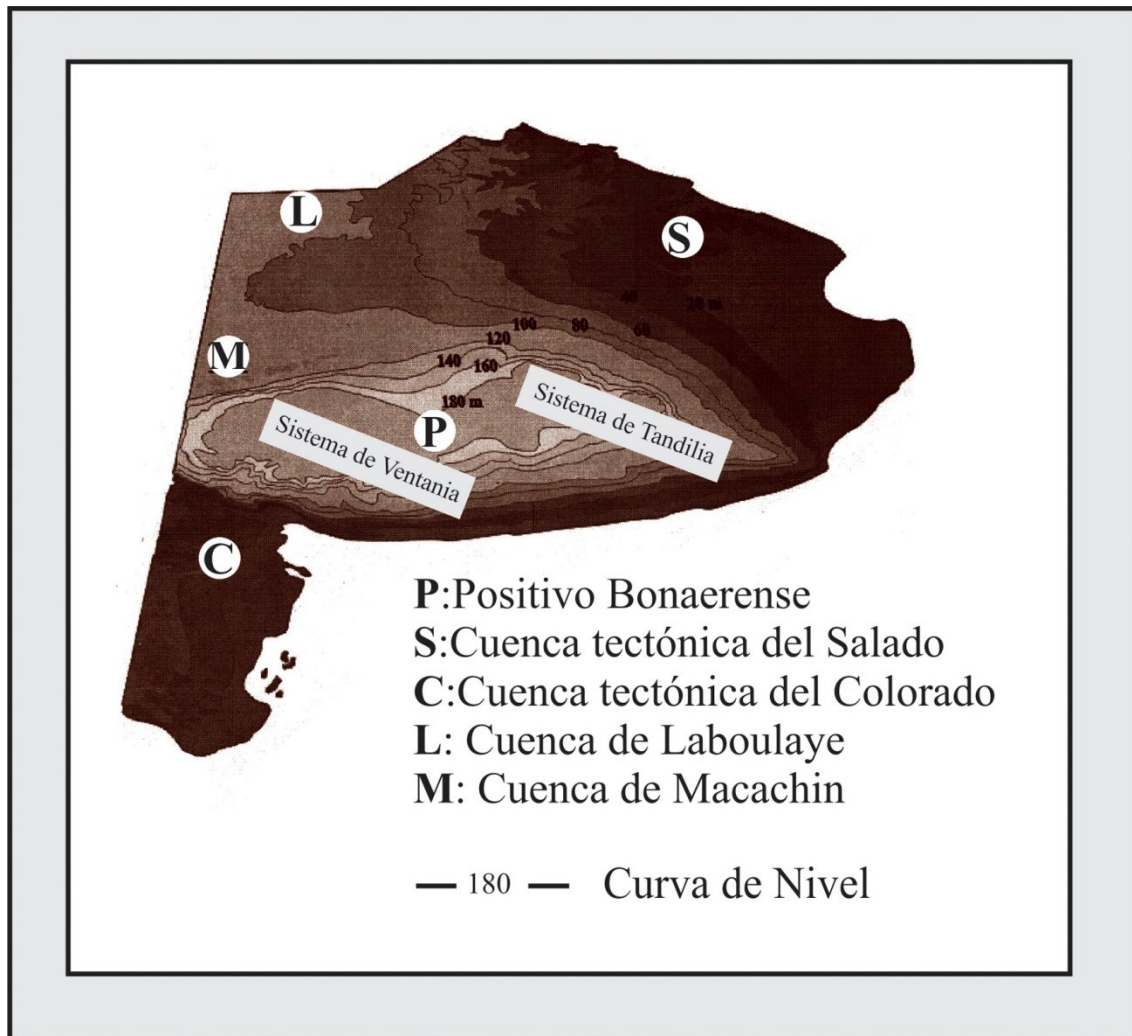 L
S
40
20 m
100
80
60
120
M
140
160
180 m
Sistema de Tandilia
P
Sistema de Ventania
C
P:Positivo Bonaerense
S:Cuenca tectónica del Salado
C:Cuenca tectónica del Colorado
L: Cuenca de Laboulaye
M: Cuenca de Macachin
180
Curva de Nivel